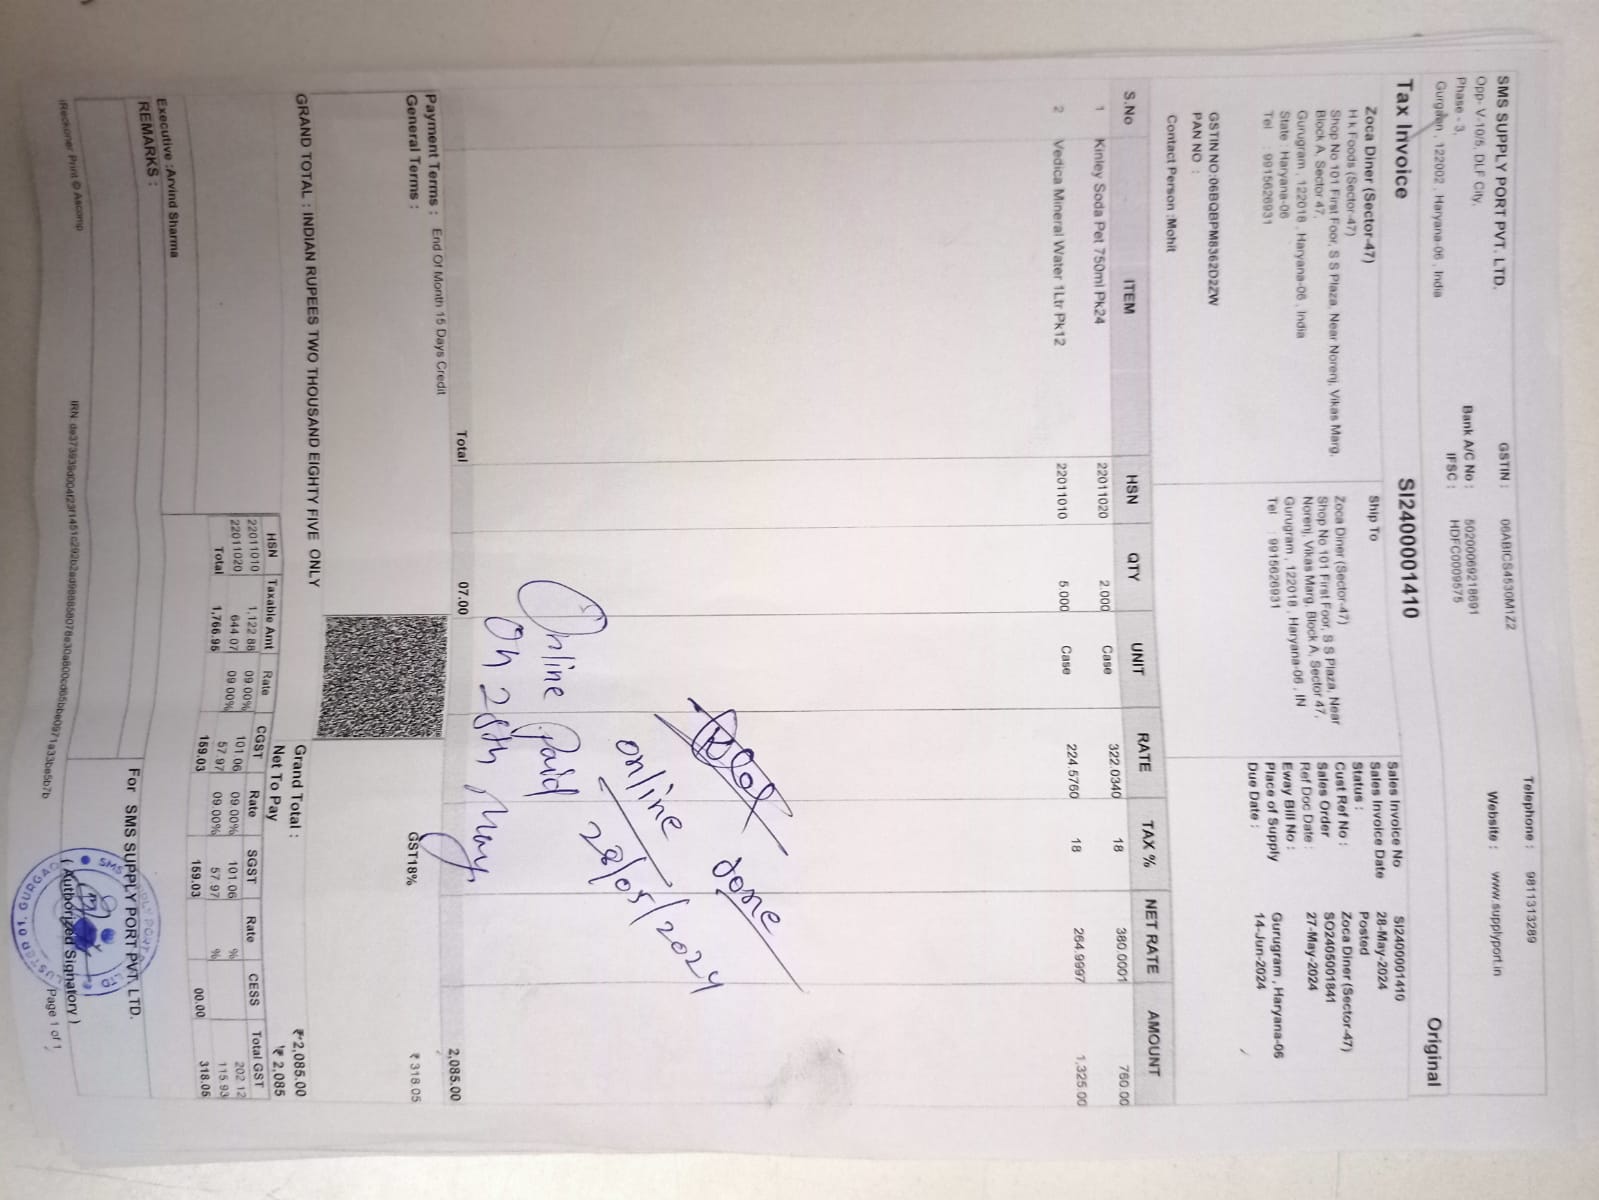 SMS SUPPLY PORT PVT. LTD.
Opp- V-10/5, DLF City,
Phase - 3,
Gurgaon , 122002 , Haryana-06 , India
GSTIN : 06ABICS4530M1Z2
Bank A/C No : 50200069218691
IFSC : HDFC0009575
Telephone : 9811313289
Website : www.supplyport.in
Tax Invoice
SI2400001410
Original
Zoca Diner (Sector-47)
H k Foods (Sector-47)
Shop No 101 First Foor, S S Plaza, Near Norenj, Vikas Marg,
Block A, Sector 47,
Gurugram , 122018 , Haryana-06 , India
State : Haryana-06
Tel : 9915626931
GSTIN NO:06BQBPM8362D2ZW
PAN NO :
Contact Person :Mohit
Ship To
Zoca Diner (Sector-47)
Shop No 101 First Foor, S S Plaza, Near
Norenj, Vikas Marg, Block A, Sector 47,
Gurugram , 122018 , Haryana-06 , IN
Tel : 9915626931
Sales Invoice No SI2400001410
Sales Invoice Date 28-May-2024
Status : Posted
Cust Ref No : Zoca Diner (Sector-47)
Sales Order SO2405001841
Ref Doc Date : 27-May-2024
Eway Bill No :
Place of Supply Gurugram , Haryana-06
Due Date : 14-Jun-2024
S.No ITEM HSN QTY UNIT RATE TAX % NET RATE AMOUNT
1 Kinley Soda Pet 750ml Pk24 22011020 2.000 Case 322.0340 18 380.0001 760.00
2 Vedica Mineral Water 1Ltr Pk12 22011010 5.000 Case 224.5760 18 264.9997 1,325.00
done
online
28/05/2024
Online Paid
On 28th May
Total 07.00 2,085.00
Payment Terms : End Of Month 15 Days Credit
General Terms :
GST18% ₹ 318.05
GRAND TOTAL : INDIAN RUPEES TWO THOUSAND EIGHTY FIVE ONLY
Grand Total : ₹ 2,085.00
Net To Pay ₹ 2,085
HSN Taxable Amt Rate CGST Rate SGST Rate CESS Total GST
22011010 1,122.88 09.00% 101.06 09.00% 101.06 % 202.12
22011020 644.07 09.00% 57.97 09.00% 57.97 % 115.93
Total 1,766.95 159.03 159.03 00.00 318.05
Executive : Arvind Sharma
REMARKS :
For SMS SUPPLY PORT PVT. LTD.
( Authorized Signatory )
iReckoner Print © Ascomp
Page 1 of 1